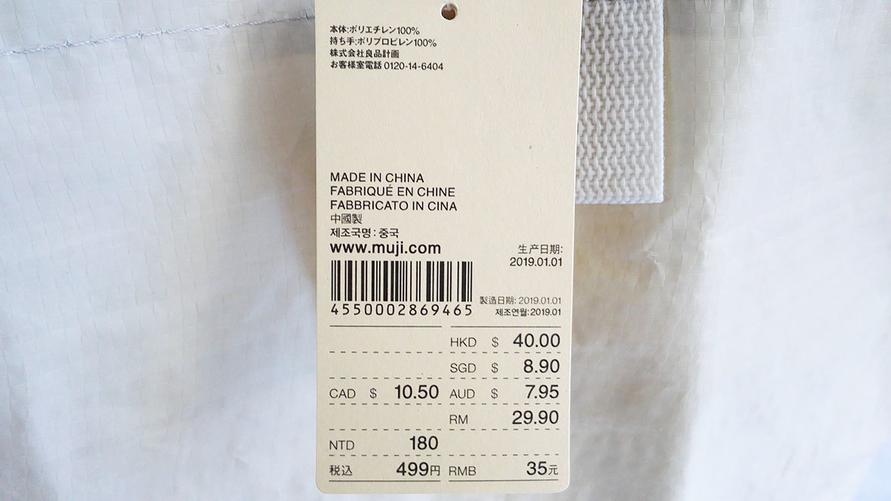 本体:ポリエチレン100%
持ち手:ポリプロピレン100%
株式会社良品計画
お客様室電話 0120-14-6404
MADE IN CHINA
FABRIQUÉ EN CHINE
FABBRICATO IN CINA
中國製
제조국명: 중국
www.muji.com
生产日期:
2019.01.01
4550002869465
製造日期: 2019.01.01
제조연월:2019.01
HKD $ 40.00
SGD $ 8.90
CAD $ 10.50 AUD $ 7.95
RM 29.90
NTD 180
税込 499円 RMB 35元